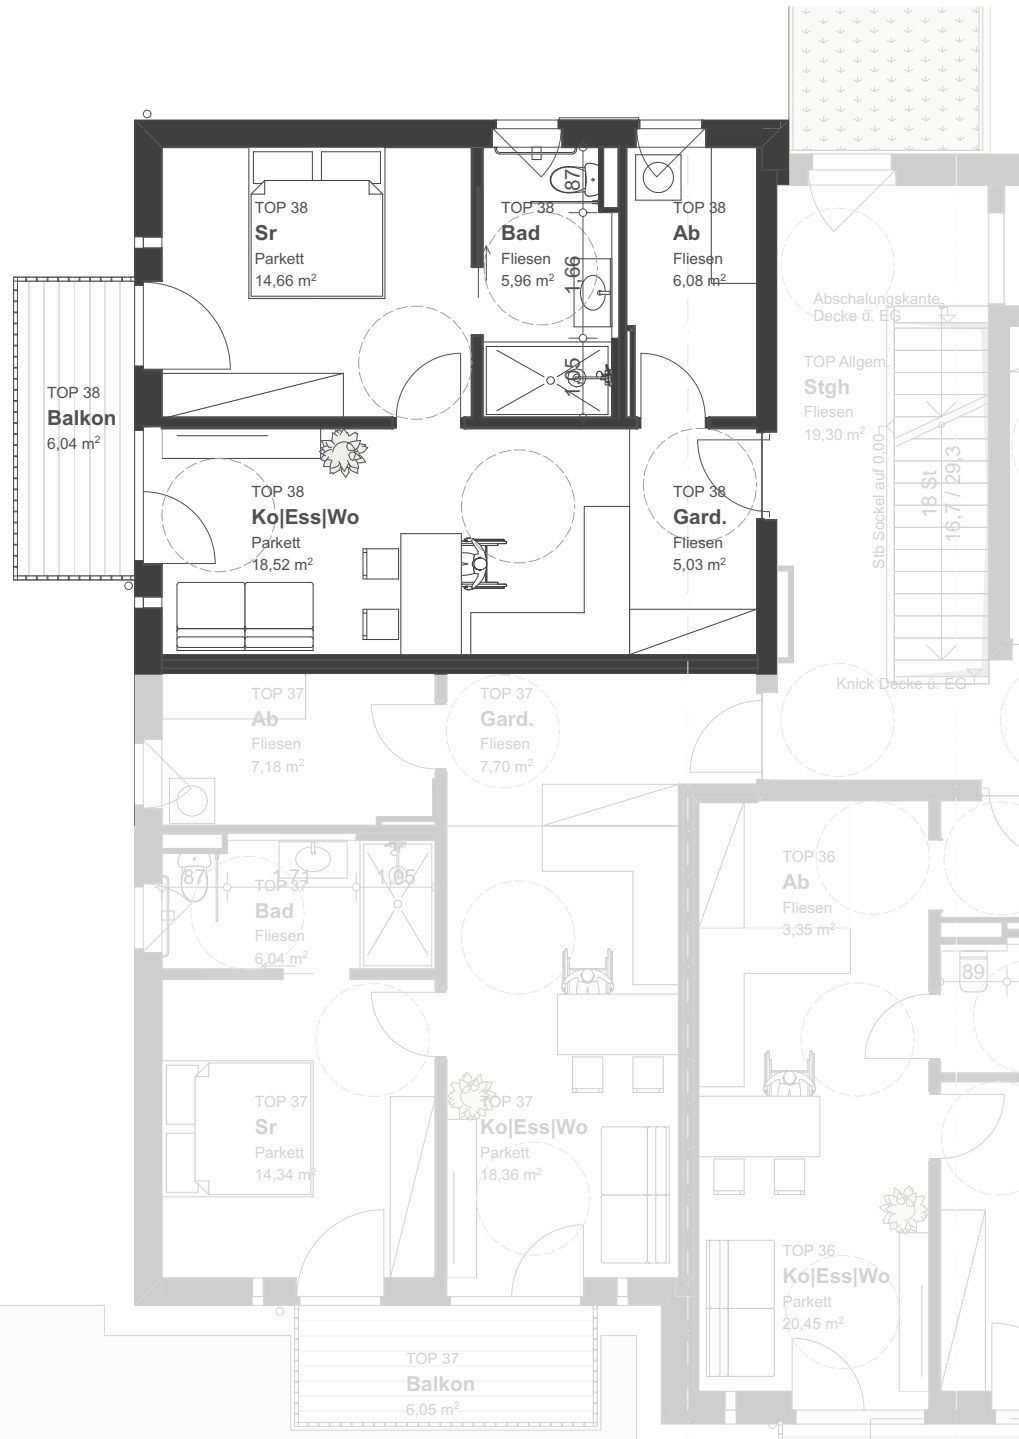 TOP 38
Sr
Parkett
14,66 m²
TOP 38
Bad
Fliesen
5,96 m²
87
1,66
1,05
TOP 38
Ab
Fliesen
6,08 m²
Abschalungskante
Decke ü. EG
TOP Allgem.
Stgh
Fliesen
19,30 m²
Stb Sockel auf 0,00
18 St
16,7 / 29,3
Knick Decke ü. EG
TOP 38
Balkon
6,04 m²
TOP 38
Ko|Ess|Wo
Parkett
18,52 m²
TOP 38
Gard.
Fliesen
5,03 m²
TOP 37
Ab
Fliesen
7,18 m²
TOP 37
Gard.
Fliesen
7,70 m²
87
1,71
1,05
TOP 37
Bad
Fliesen
6,04 m²
TOP 36
Ab
Fliesen
3,35 m²
89
TOP 37
Sr
Parkett
14,34 m²
TOP 37
Ko|Ess|Wo
Parkett
18,36 m²
TOP 36
Ko|Ess|Wo
Parkett
20,45 m²
TOP 37
Balkon
6,05 m²